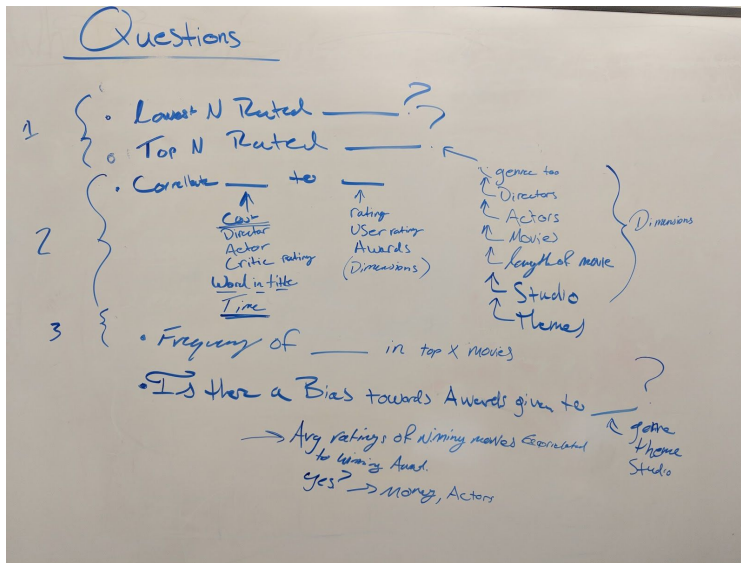 Questions
1
• Lowest N Rated ____ ?
• Top N Rated ____ ?
genre too
Directors
Actors
Movies
length of movie
Studio
Themes
Dimensions
2
• Correlate ____ to ____
Cost
Director
Actor
Critic rating
Word in title
Time
rating
User rating
Awards
(Dimensions)
3
• Frequency of ____ in top X movies
• Is there a Bias towards Awards given to ____ ?
genre
theme
Studio
→ Avg ratings of winning movies correlated
to winning Award.
Yes? → Money, Actors